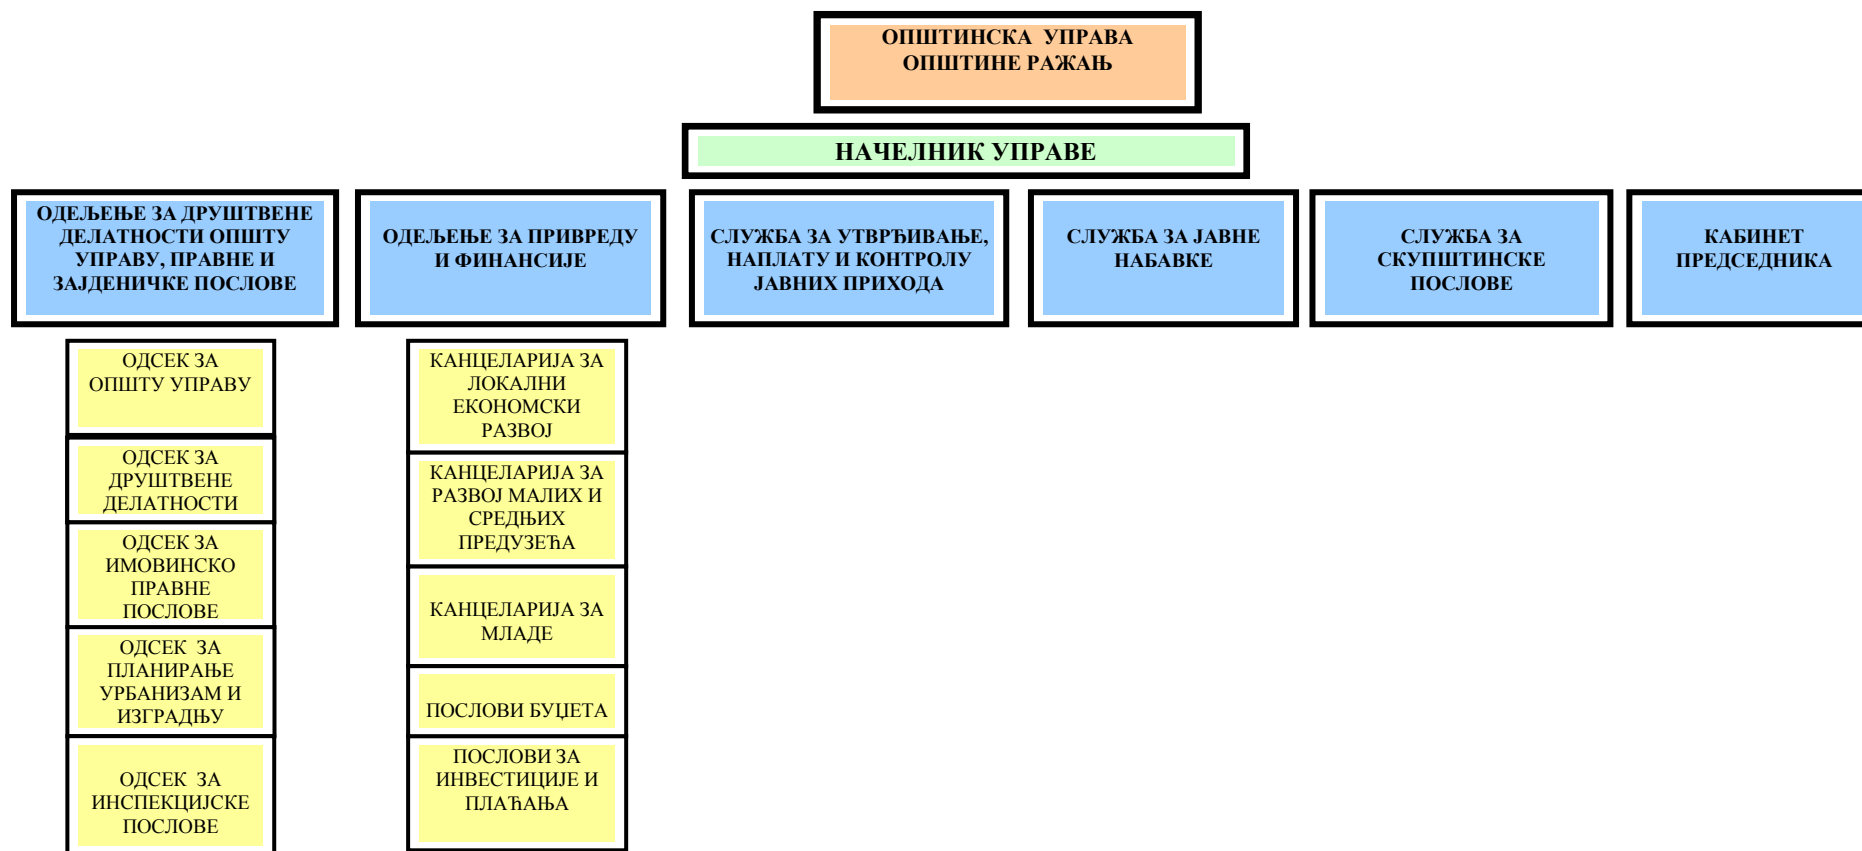 ОПШТИНСКА УПРАВА
ОПШТИНЕ РАЖАЊ
НАЧЕЛНИК УПРАВЕ
ОДЕЉЕЊЕ ЗА ДРУШТВЕНЕ
ДЕЛАТНОСТИ ОПШТУ
УПРАВУ, ПРАВНЕ И
ЗАЈДЕНИЧКЕ ПОСЛОВЕ
ОДЕЉЕЊЕ ЗА ПРИВРЕДУ
И ФИНАНСИЈЕ
СЛУЖБА ЗА УТВРЂИВАЊЕ,
НАПЛАТУ И КОНТРОЛУ
ЈАВНИХ ПРИХОДА
СЛУЖБА ЗА ЈАВНЕ
НАБАВКЕ
СЛУЖБА ЗА
СКУПШТИНСКЕ
ПОСЛОВЕ
КАБИНЕТ
ПРЕДСЕДНИКА
ОДСЕК ЗА
ОПШТУ УПРАВУ
ОДСЕК ЗА
ДРУШТВЕНЕ
ДЕЛАТНОСТИ
ОДСЕК ЗА
ИМОВИНСКО
ПРАВНЕ
ПОСЛОВЕ
ОДСЕК ЗА
ПЛАНИРАЊЕ
УРБАНИЗАМ И
ИЗГРАДЊУ
ОДСЕК ЗА
ИНСПЕКЦИЈСКЕ
ПОСЛОВЕ
КАНЦЕЛАРИЈА ЗА
ЛОКАЛНИ
ЕКОНОМСКИ
РАЗВОЈ
КАНЦЕЛАРИЈА ЗА
РАЗВОЈ МАЛИХ И
СРЕДЊИХ
ПРЕДУЗЕЋА
КАНЦЕЛАРИЈА ЗА
МЛАДЕ
ПОСЛОВИ БУЏЕТА
ПОСЛОВИ ЗА
ИНВЕСТИЦИЈЕ И
ПЛАЋАЊА